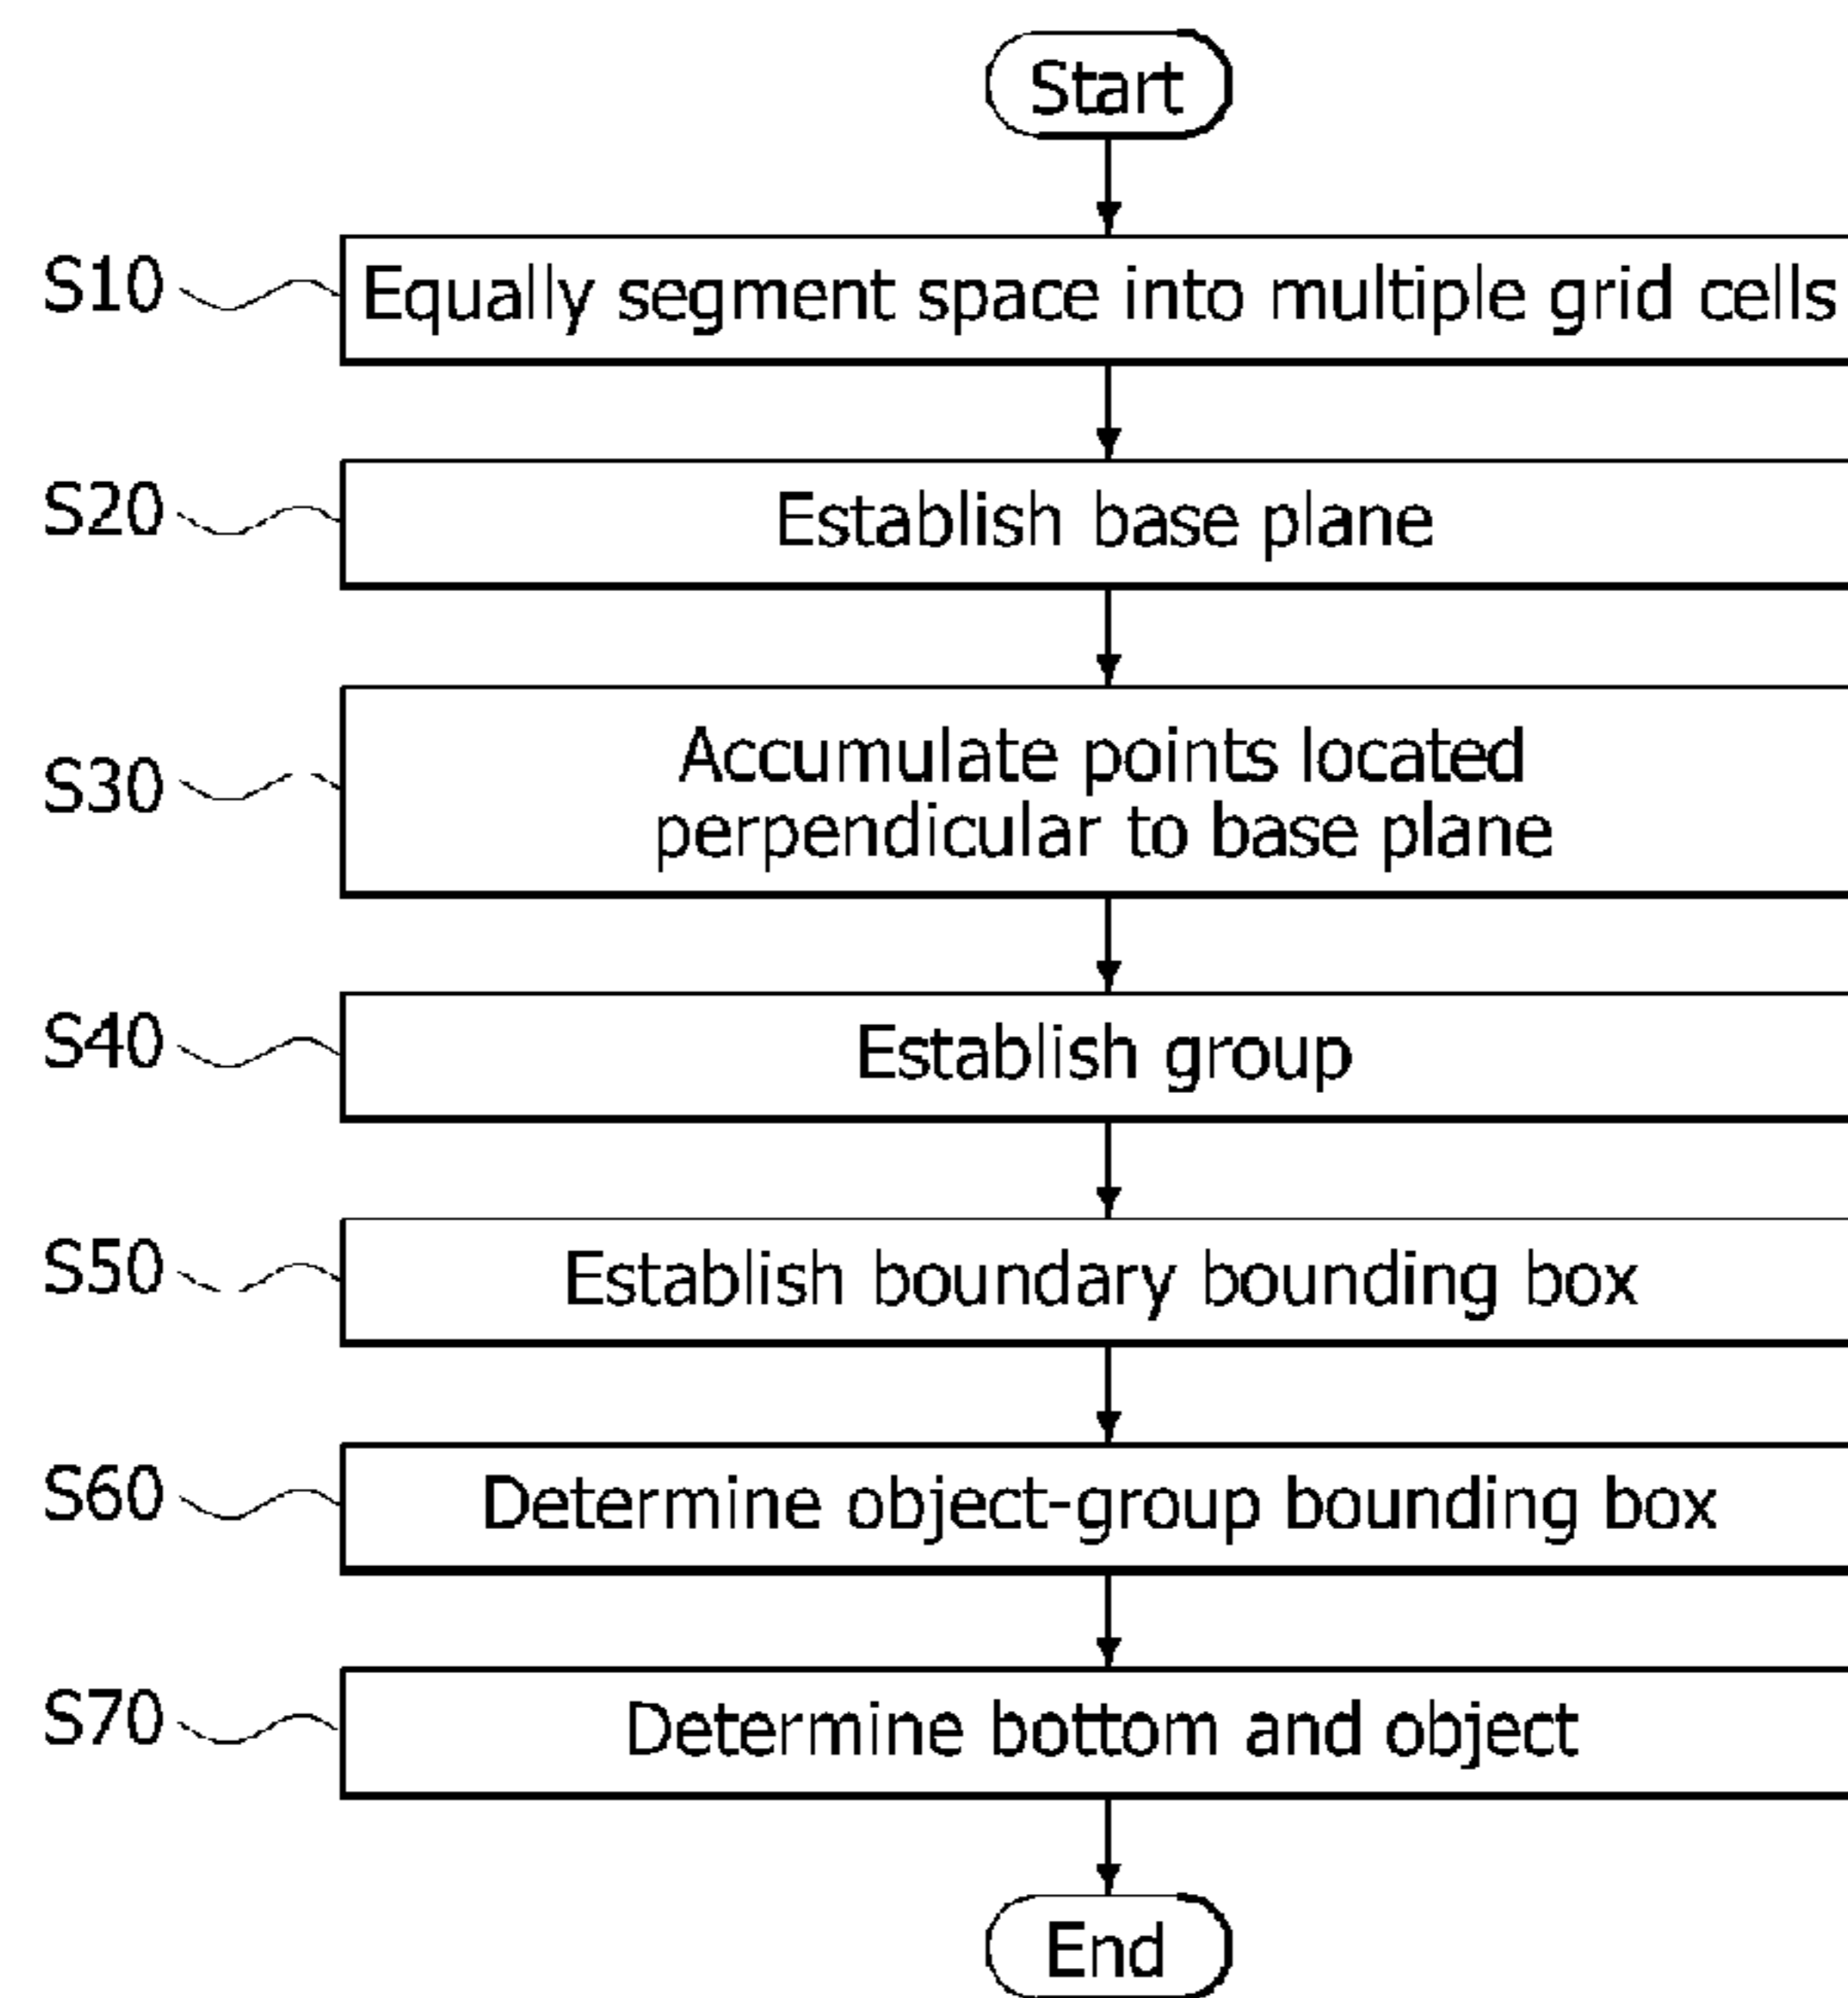 Start
S10 Equally segment space into multiple grid cells
S20 Establish base plane
S30 Accumulate points located
perpendicular to base plane
S40 Establish group
S50 Establish boundary bounding box
S60 Determine object-group bounding box
S70 Determine bottom and object
End